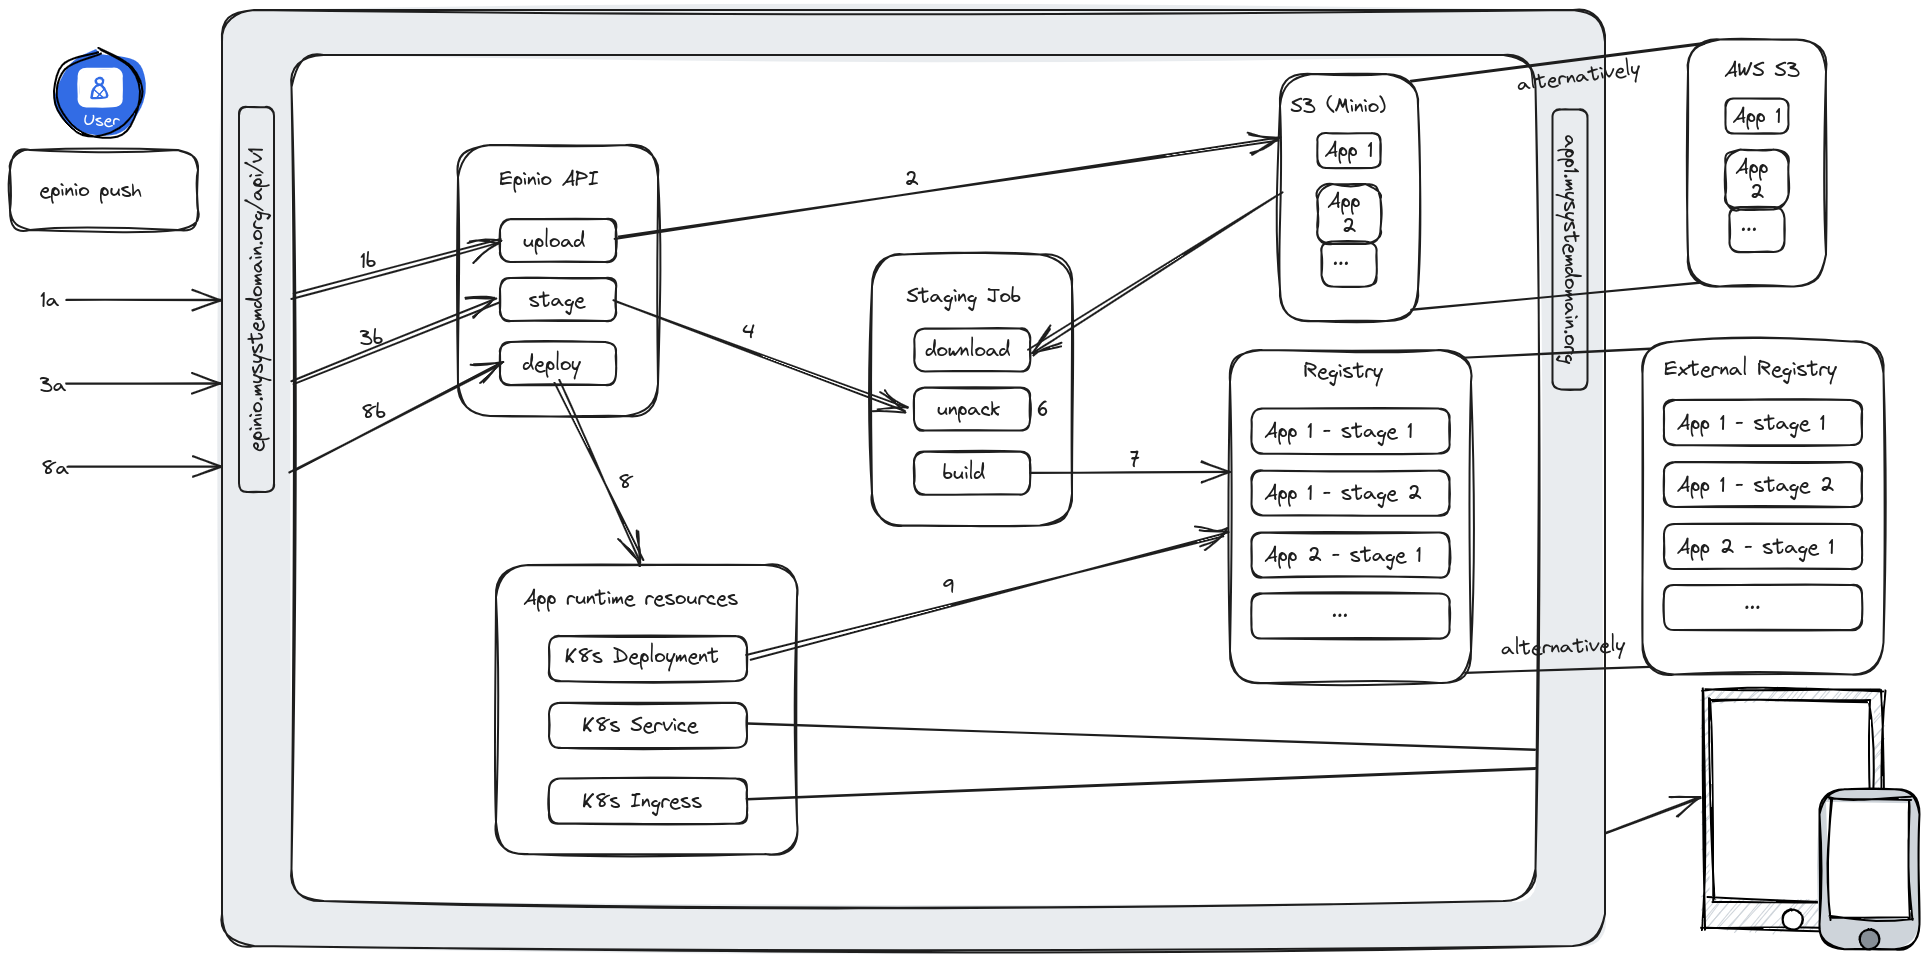 User
epinio push
1a
3a
8a
epinio.mysystemdomain.org/api/v1
1b
3b
8b
Epinio API
upload
stage
deploy
2
4
8
Staging Job
download
unpack
6
build
7
9
App runtime resources
K8s Deployment
K8s Service
K8s Ingress
S3 (Minio)
App 1
App
2
...
Registry
App 1 - stage 1
App 1 - stage 2
App 2 - stage 1
...
alternatively
app1.mysystemdomain.org
alternatively
AWS S3
App 1
App
2
...
External Registry
App 1 - stage 1
App 1 - stage 2
App 2 - stage 1
...